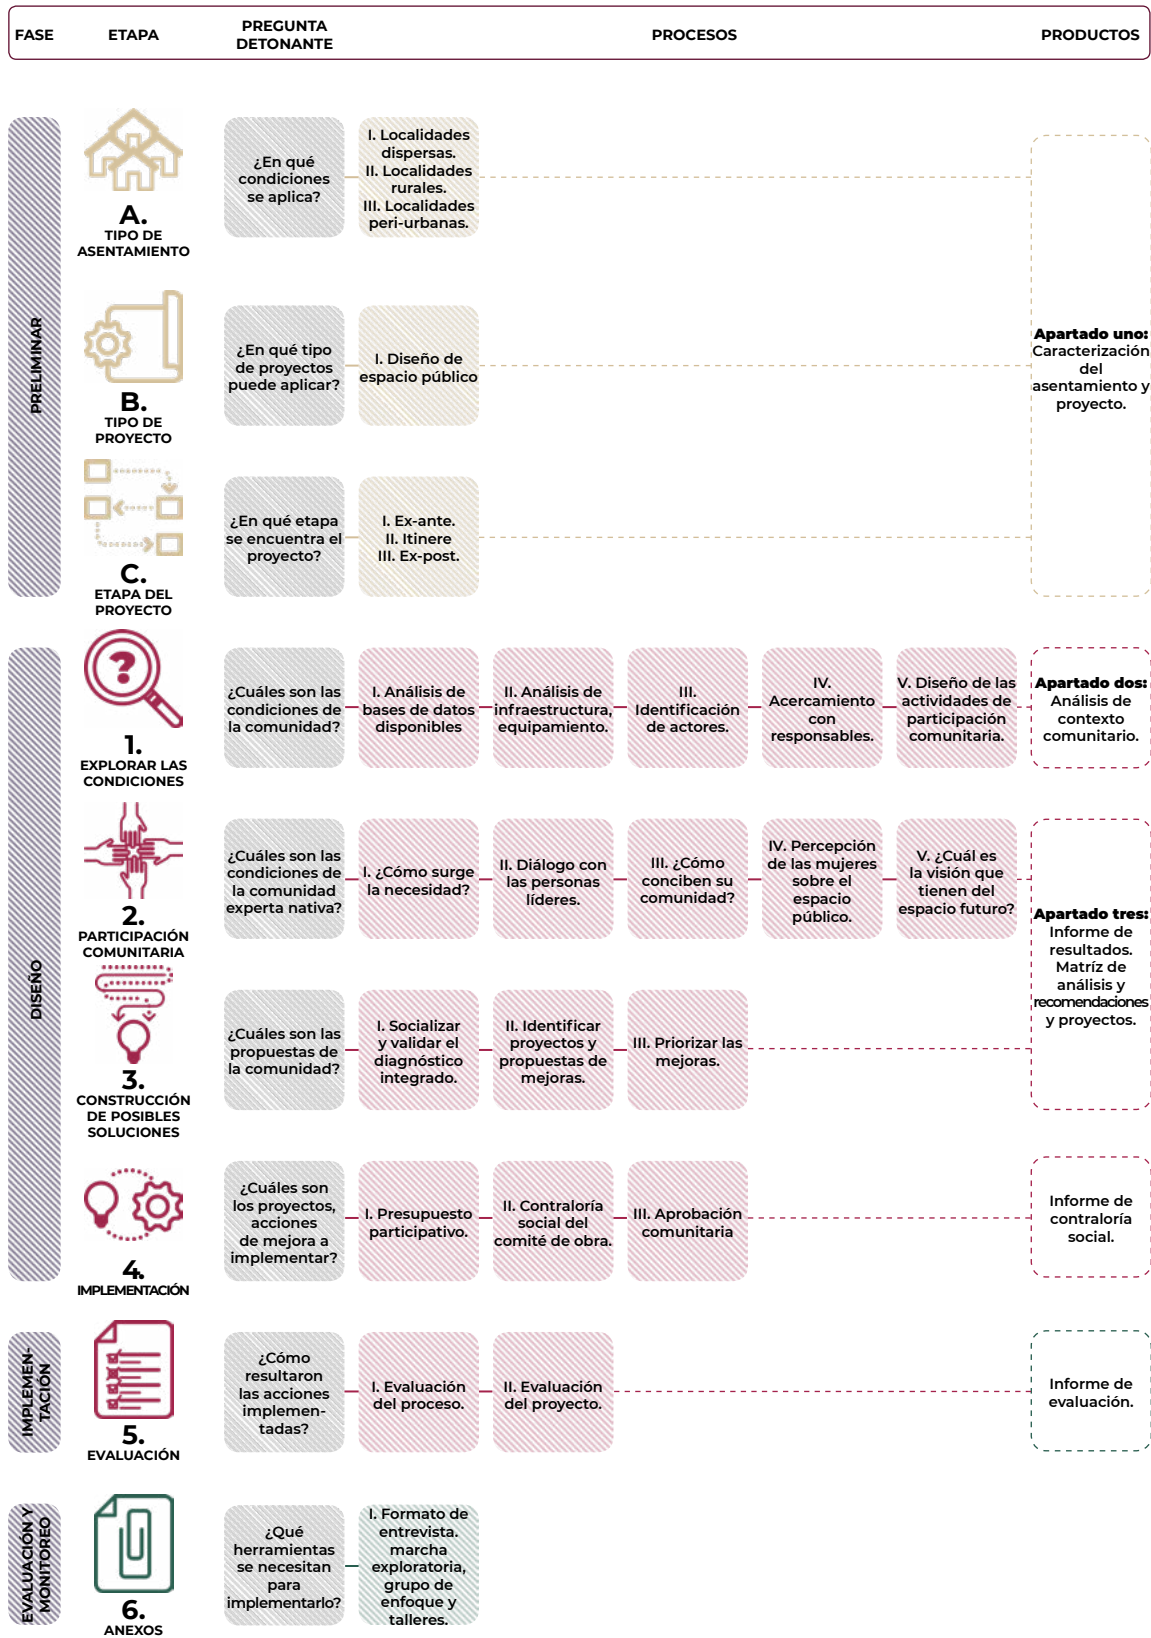 FASE
ETAPA
PREGUNTA
DETONANTE
PROCESOS
PRODUCTOS
PRELIMINAR
A.
TIPO DE
ASENTAMIENTO
¿En qué
condiciones
se aplica?
I. Localidades
dispersas.
II. Localidades
rurales.
III. Localidades
peri-urbanas.
B.
TIPO DE
PROYECTO
¿En qué tipo
de proyectos
puede aplicar?
I. Diseño de
espacio público
C.
ETAPA DEL
PROYECTO
¿En qué etapa
se encuentra el
proyecto?
I. Ex-ante.
II. Itinere
III. Ex-post.
Apartado uno:
Caracterización
del
asentamiento y
proyecto.
DISEÑO
?
1.
EXPLORAR LAS
CONDICIONES
¿Cuáles son las
condiciones de
la comunidad?
I. Análisis de
bases de datos
disponibles
II. Análisis de
infraestructura,
equipamiento.
III.
Identificación
de actores.
IV.
Acercamiento
con
responsables.
V. Diseño de las
actividades de
participación
comunitaria.
Apartado dos:
Análisis de
contexto
comunitario.
2.
PARTICIPACIÓN
COMUNITARIA
¿Cuáles son las
condiciones de
la comunidad
experta nativa?
I. ¿Cómo surge
la necesidad?
II. Diálogo con
las personas
líderes.
III. ¿Cómo
conciben su
comunidad?
IV. Percepción
de las mujeres
sobre el
espacio
público.
V. ¿Cuál es
la visión que
tienen del
espacio futuro?
Apartado tres:
Informe de
resultados.
Matríz de
análisis y
recomendaciones
y proyectos.
3.
CONSTRUCCIÓN
DE POSIBLES
SOLUCIONES
¿Cuáles son las
propuestas de
la comunidad?
I. Socializar
y validar el
diagnóstico
integrado.
II. Identificar
proyectos y
propuestas de
mejoras.
III. Priorizar las
mejoras.
4.
IMPLEMENTACIÓN
¿Cuáles son
los proyectos,
acciones
de mejora a
implementar?
I. Presupuesto
participativo.
II. Contraloría
social del
comité de obra.
III. Aprobación
comunitaria
Informe de
contraloría
social.
IMPLEMEN-
TACIÓN
5.
EVALUACIÓN
¿Cómo
resultaron
las acciones
implemen-
tadas?
I. Evaluación
del proceso.
II. Evaluación
del proyecto.
Informe de
evaluación.
EVALUACIÓN Y
MONITOREO
6.
ANEXOS
¿Qué
herramientas
se necesitan
para
implementarlo?
I. Formato de
entrevista.
marcha
exploratoria,
grupo de
enfoque y
talleres.